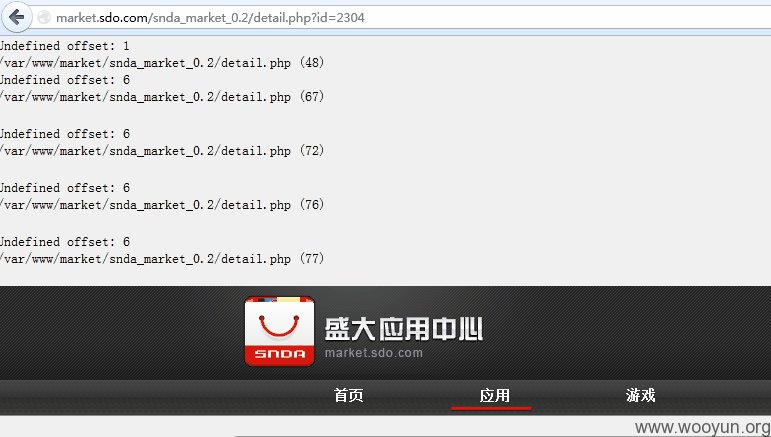 market.sdo.com/snda_market_0.2/detail.php?id=2304
Undefined offset: 1
/var/www/market/snda_market_0.2/detail.php (48)
Undefined offset: 6
/var/www/market/snda_market_0.2/detail.php (67)
Undefined offset: 6
/var/www/market/snda_market_0.2/detail.php (72)
Undefined offset: 6
/var/www/market/snda_market_0.2/detail.php (76)
Undefined offset: 6
/var/www/market/snda_market_0.2/detail.php (77)
盛大应用中心
SNDA
market.sdo.com
首页 应用 游戏
www.wooyun.org